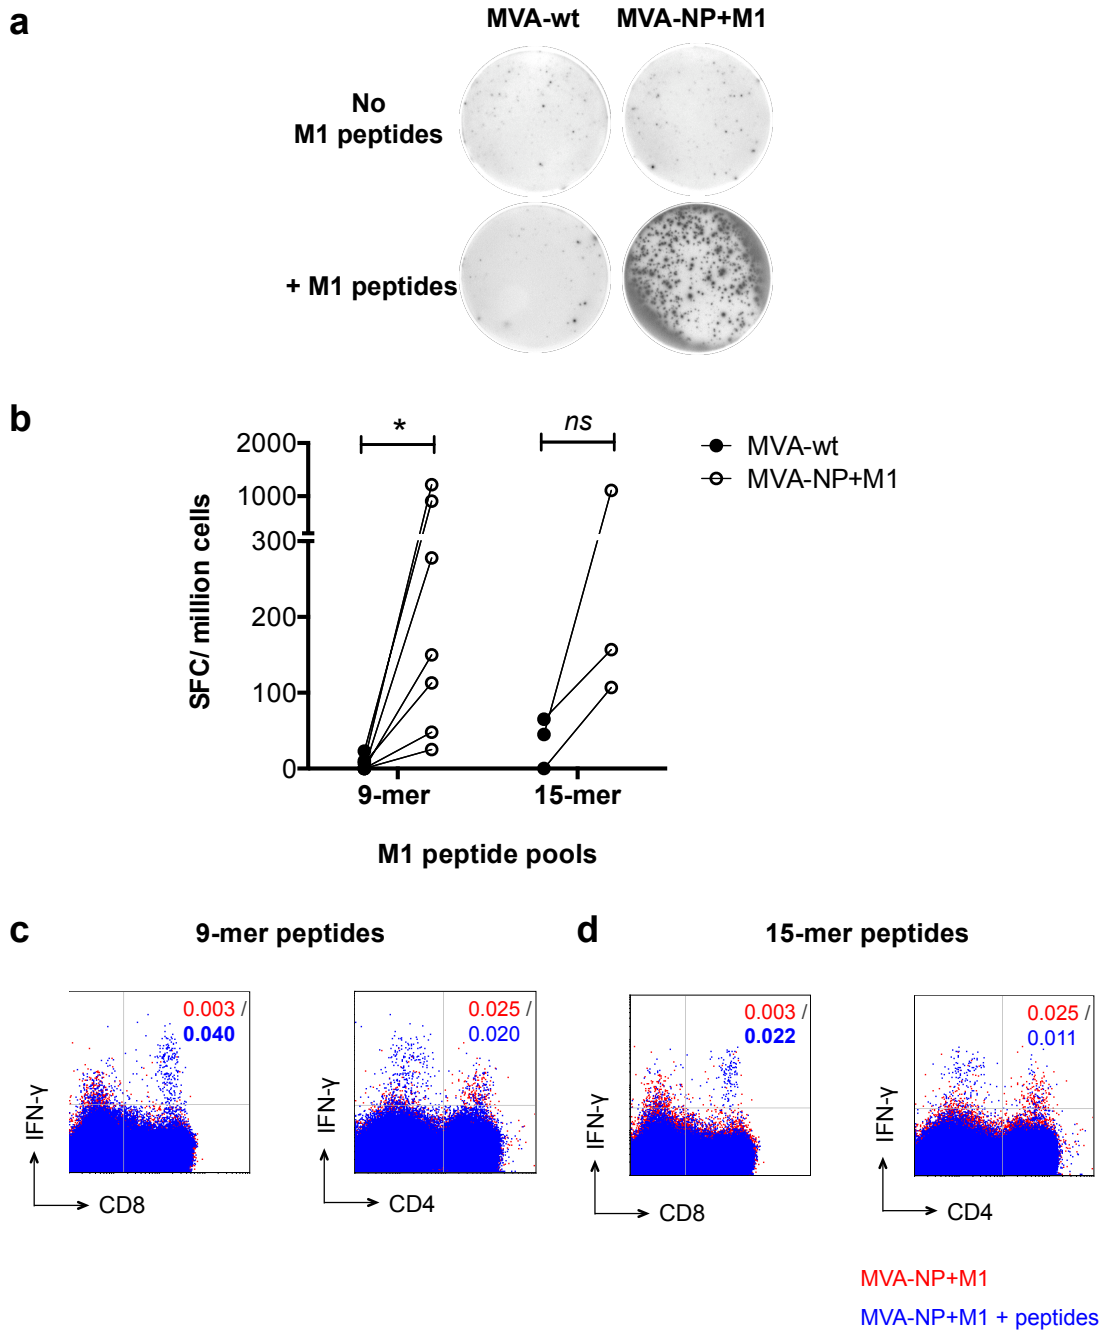 a
MVA-wt MVA-NP+M1
No
M1 peptides
+ M1 peptides
b
*
ns
MVA-wt
MVA-NP+M1
2000
1000
300
200
100
0
SFC/ million cells
9-mer 15-mer
M1 peptide pools
c
9-mer peptides
d
15-mer peptides
0.003 /
0.040
IFN-γ
CD8
0.025 /
0.020
IFN-γ
CD4
0.003 /
0.022
IFN-γ
CD8
0.025 /
0.011
IFN-γ
CD4
MVA-NP+M1
MVA-NP+M1 + peptides